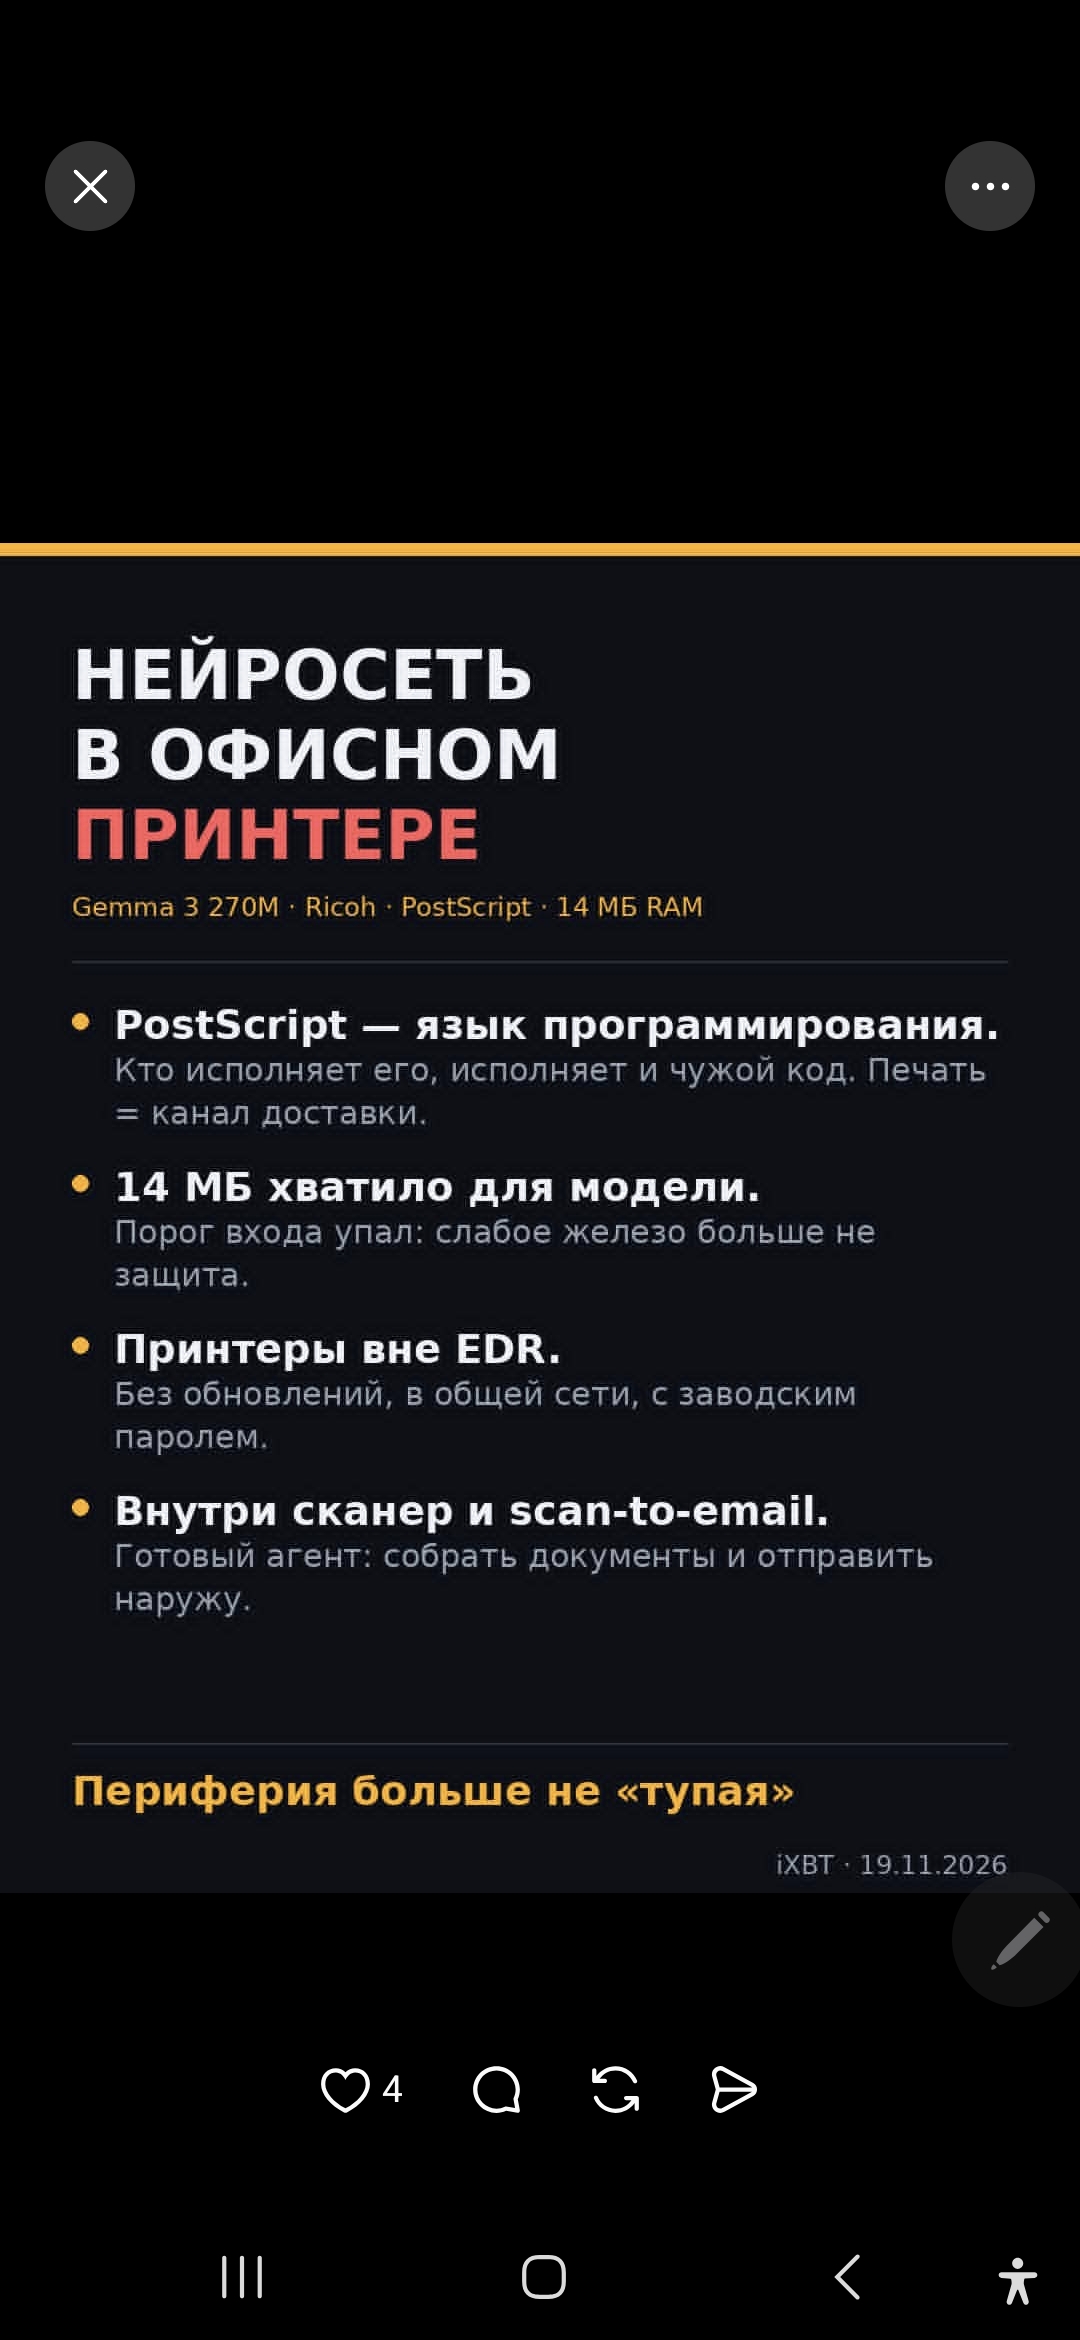 НЕЙРОСЕТЬ
В ОФИСНОМ
ПРИНТЕРЕ
Gemma 3 270M · Ricoh · PostScript · 14 МБ RAM
• PostScript — язык программирования.
Кто исполняет его, исполняет и чужой код. Печать
= канал доставки.
• 14 МБ хватило для модели.
Порог входа упал: слабое железо больше не
защита.
• Принтеры вне EDR.
Без обновлений, в общей сети, с заводским
паролем.
• Внутри сканер и scan-to-email.
Готовый агент: собрать документы и отправить
наружу.
Периферия больше не «тупая»
iXBT · 19.11.2026
4